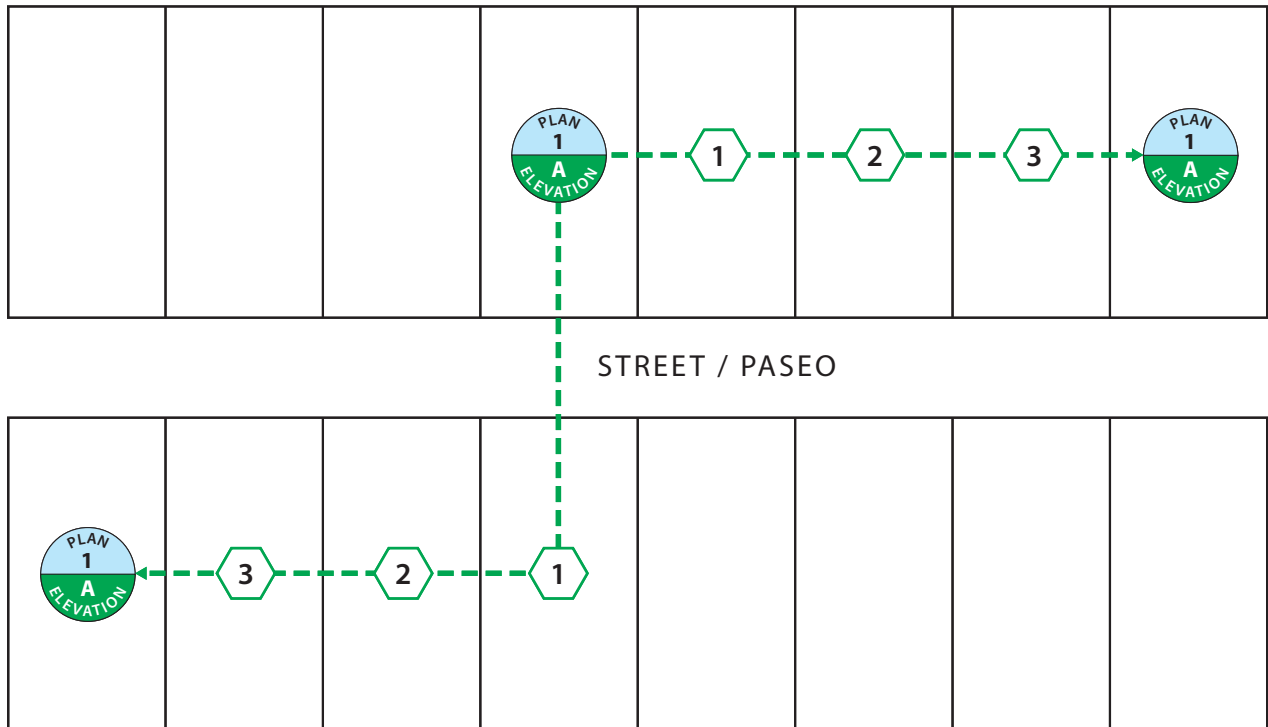 PLAN
1
A
ELEVATION
1
2
3
PLAN
1
A
ELEVATION
STREET / PASEO
PLAN
1
A
ELEVATION
3
2
1